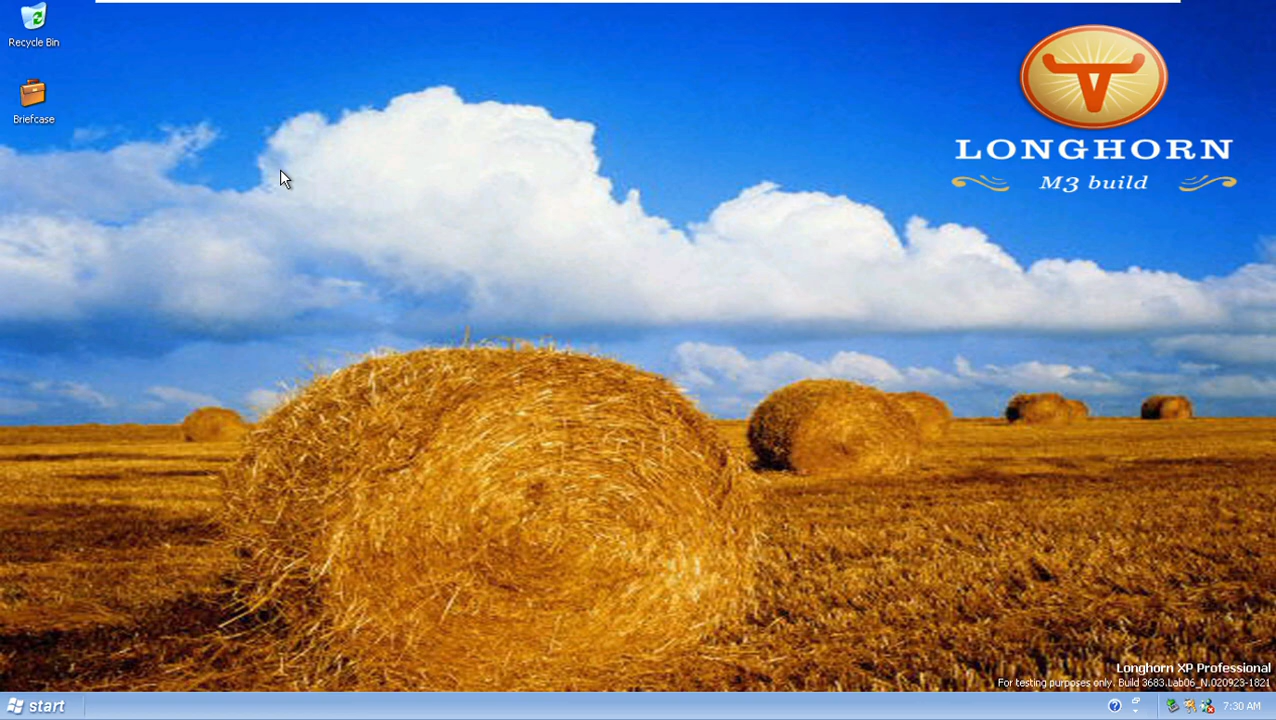 Recycle Bin
Briefcase
LONGHORN
M3 build
Longhorn XP Professional
For testing purposes only. Build 3683.Lab06_N.020923-1821
start
7:30 AM